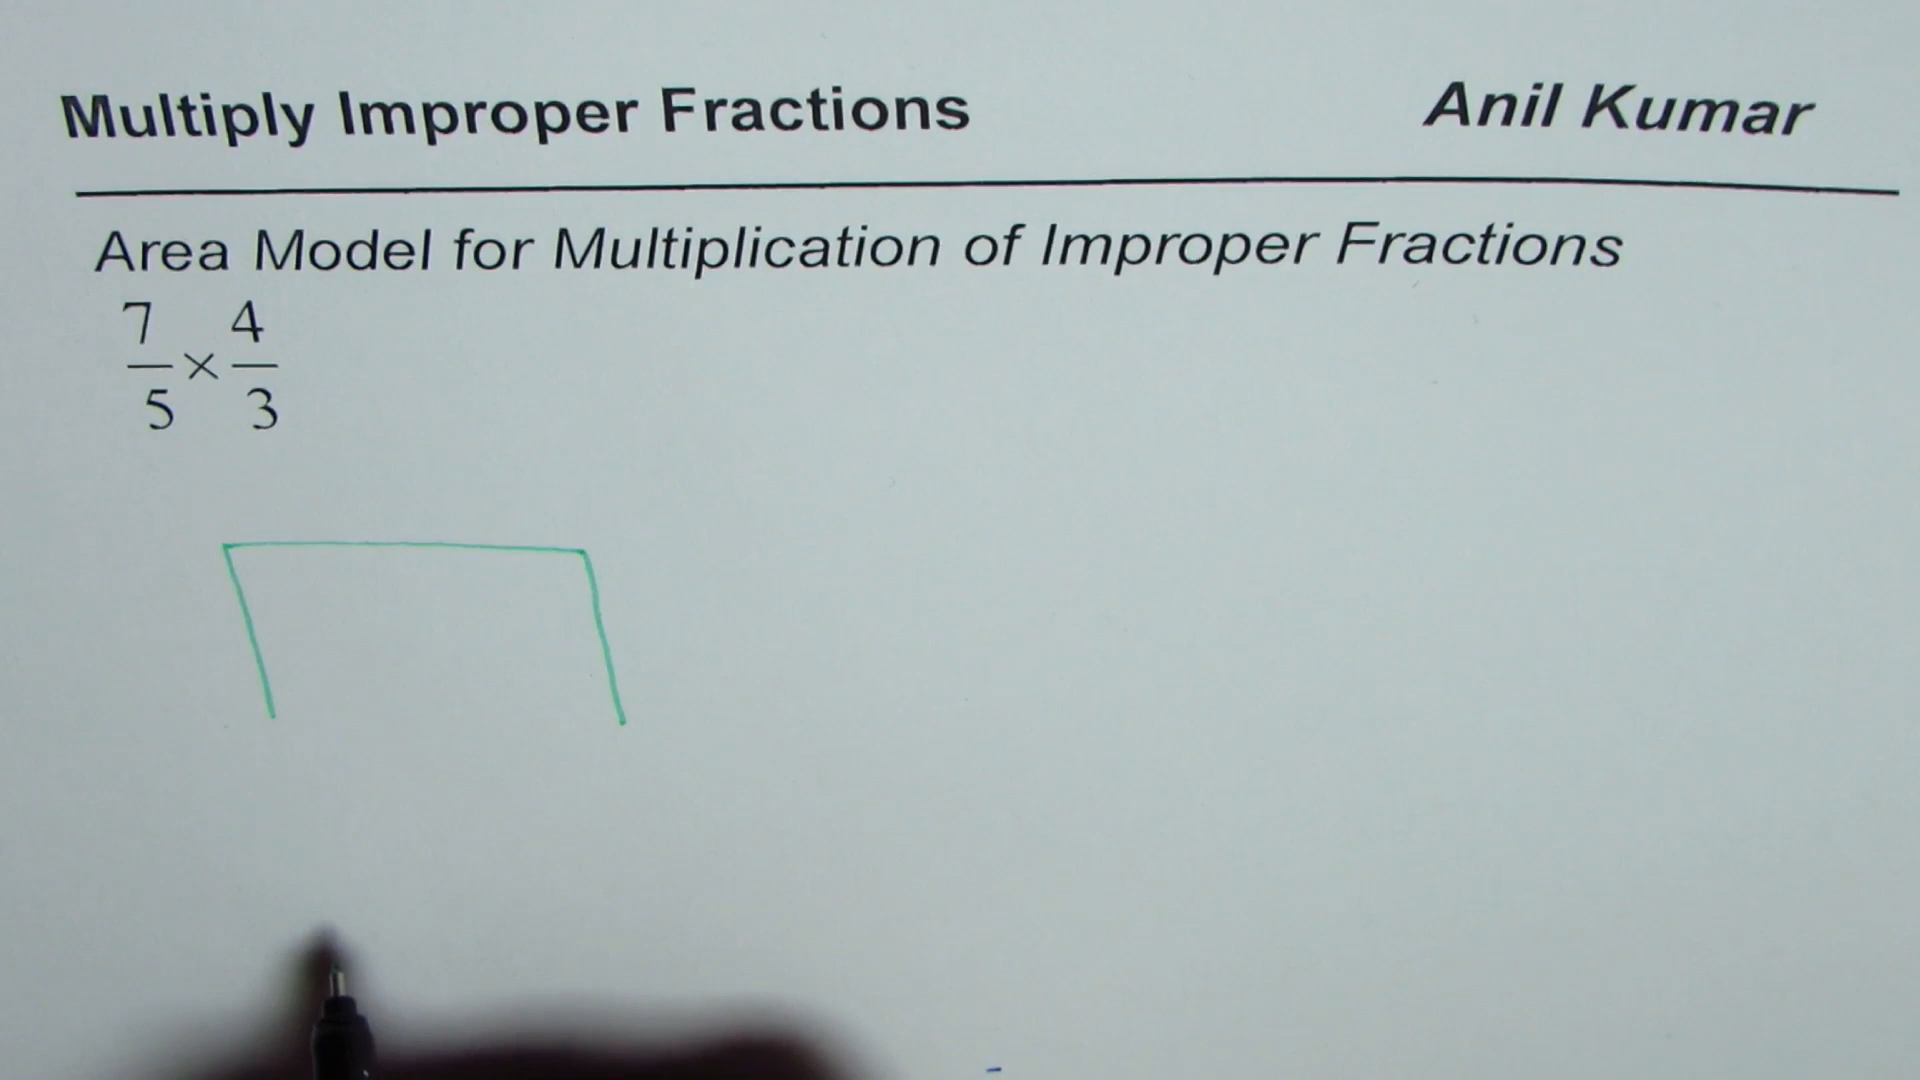 Multiply Improper Fractions Anil Kumar
Area Model for Multiplication of Improper Fractions
7/5 × 4/3